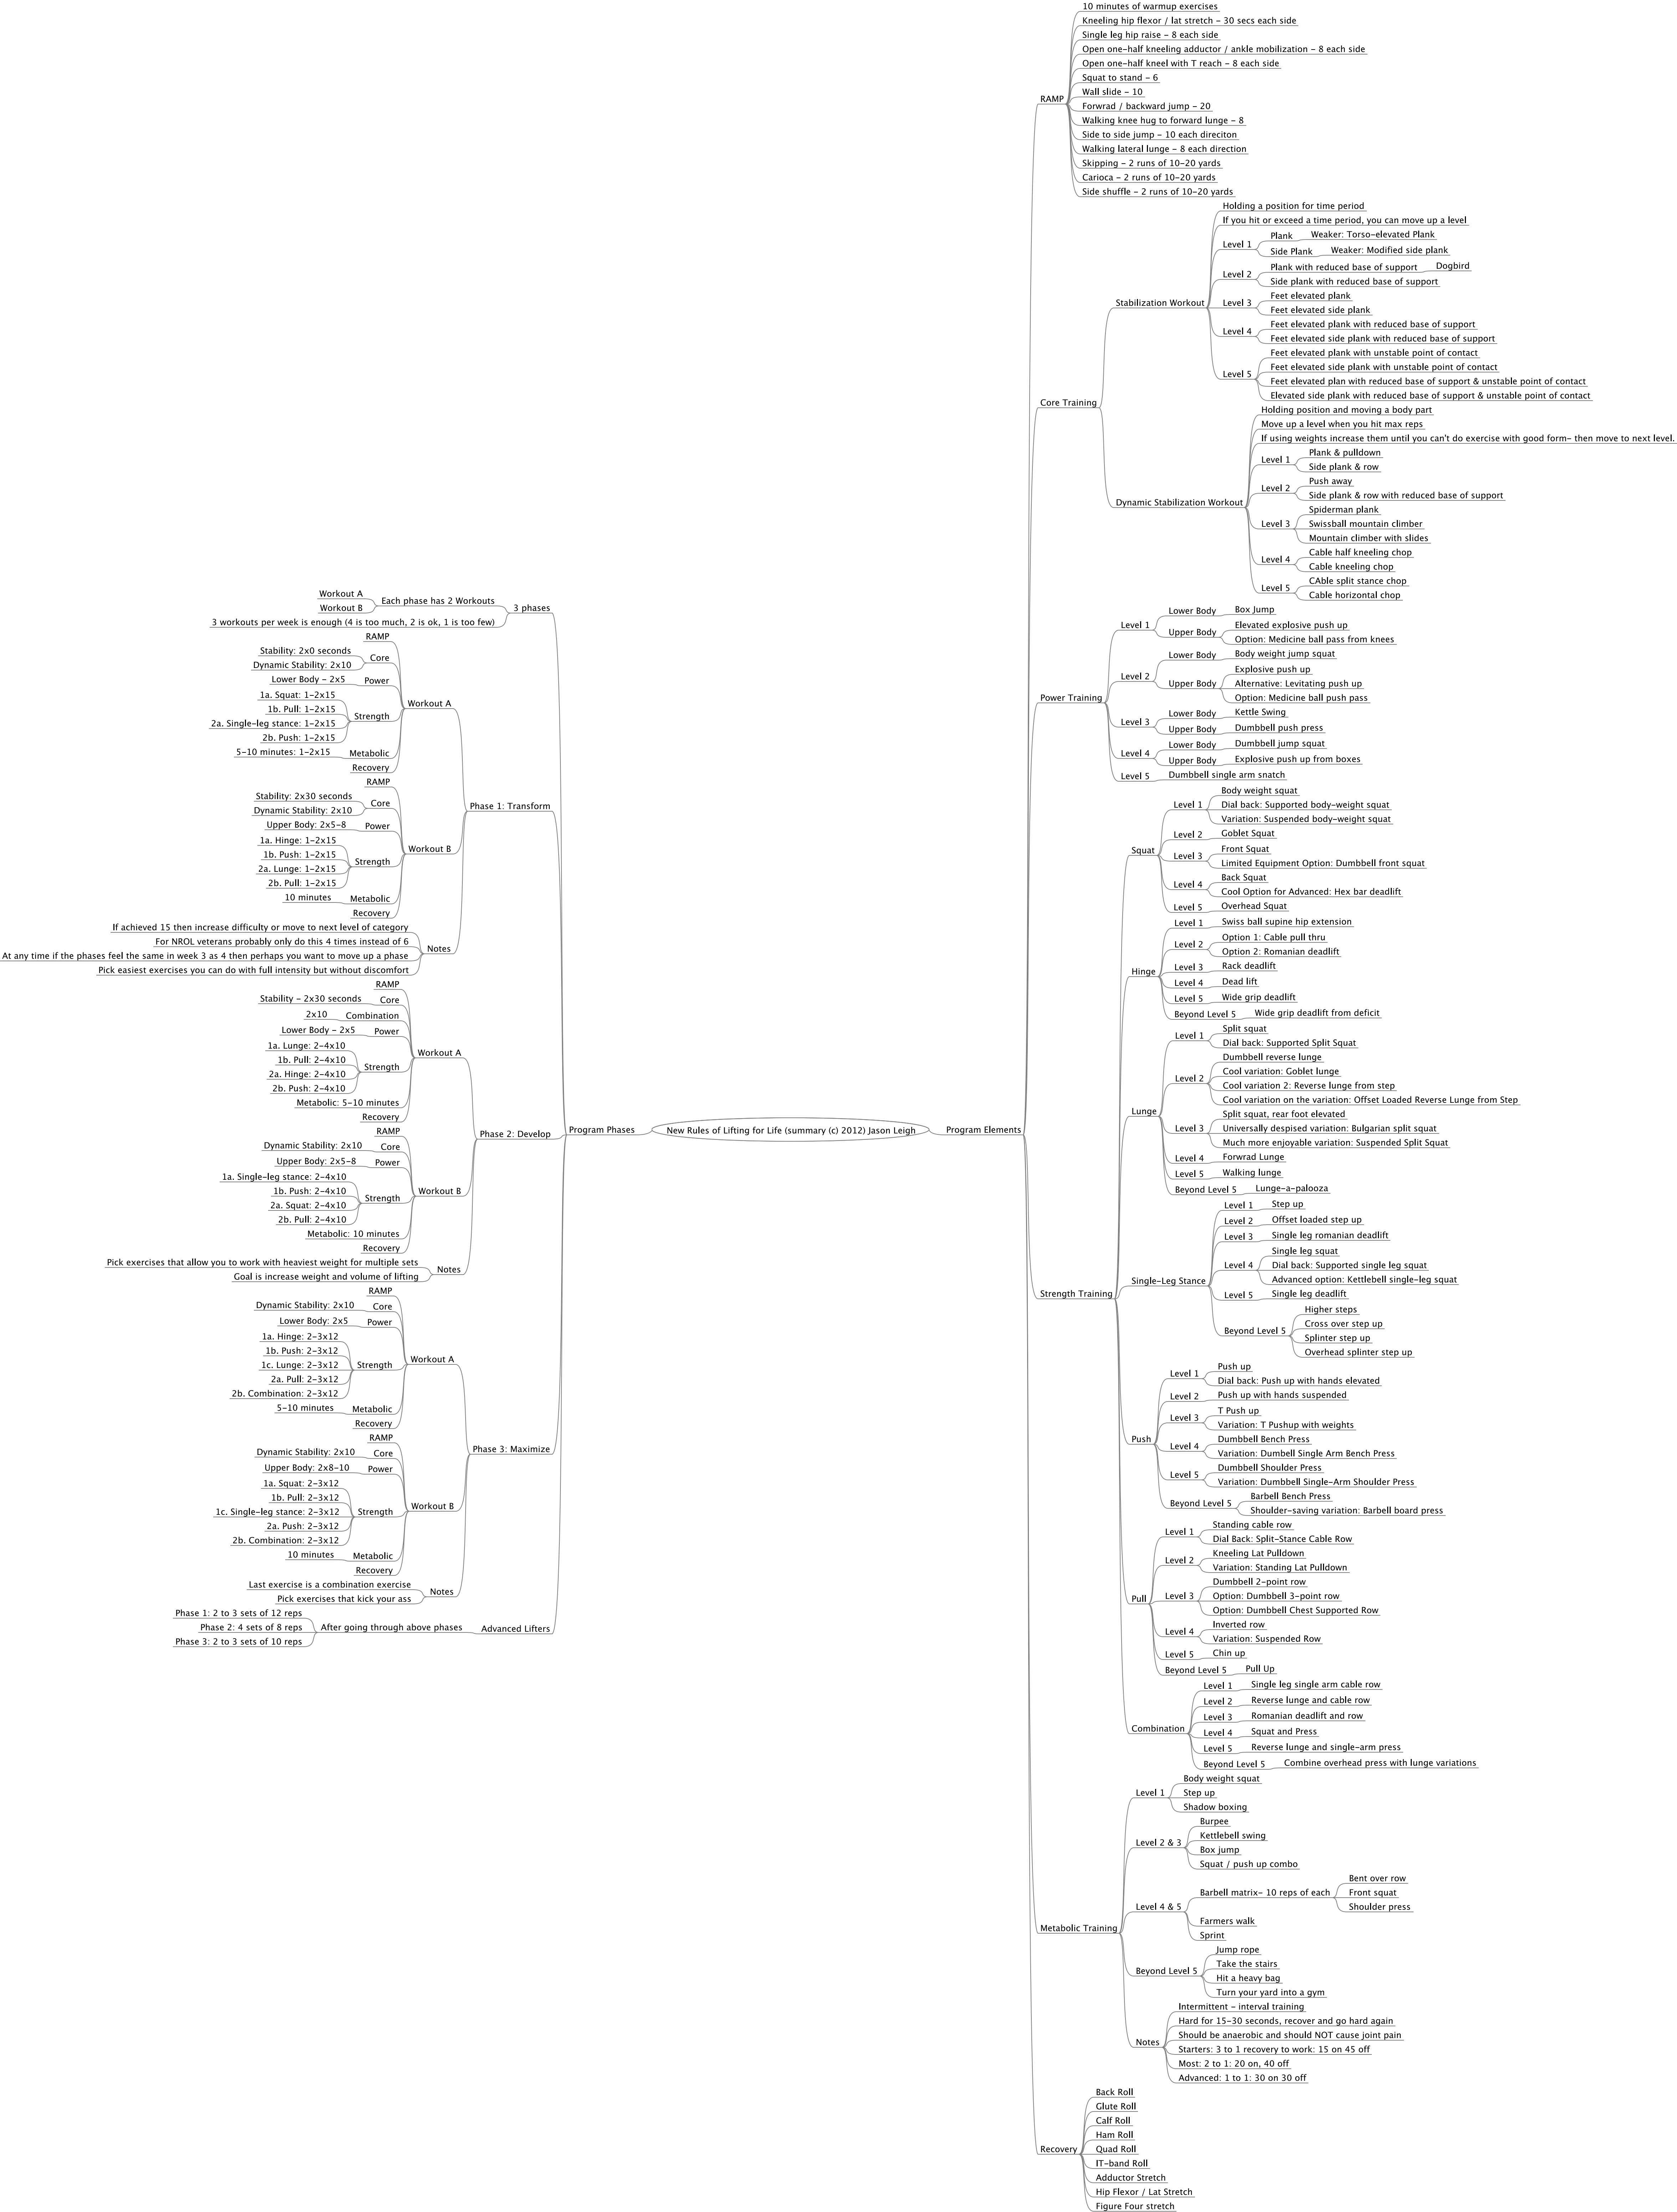 New Rules of Lifting for Life (summary (c) 2012) Jason Leigh
Program Elements
RAMP
10 minutes of warmup exercises
Kneeling hip flexor / lat stretch - 30 secs each side
Single leg hip raise - 8 each side
Open one-half kneeling adductor / ankle mobilization - 8 each side
Open one-half kneel with T reach - 8 each side
Squat to stand - 6
Wall slide - 10
Forwrad / backward jump - 20
Walking knee hug to forward lunge - 8
Side to side jump - 10 each direciton
Walking lateral lunge - 8 each direction
Skipping - 2 runs of 10-20 yards
Carioca - 2 runs of 10-20 yards
Side shuffle - 2 runs of 10-20 yards
Core Training
Stabilization Workout
Holding a position for time period
If you hit or exceed a time period, you can move up a level
Level 1
Plank
Weaker: Torso-elevated Plank
Side Plank
Weaker: Modified side plank
Level 2
Plank with reduced base of support
Dogbird
Side plank with reduced base of support
Level 3
Feet elevated plank
Feet elevated side plank
Level 4
Feet elevated plank with reduced base of support
Feet elevated side plank with reduced base of support
Level 5
Feet elevated plank with unstable point of contact
Feet elevated side plank with unstable point of contact
Feet elevated plan with reduced base of support & unstable point of contact
Elevated side plank with reduced base of support & unstable point of contact
Dynamic Stabilization Workout
Holding position and moving a body part
Move up a level when you hit max reps
If using weights increase them until you can't do exercise with good form- then move to next level.
Level 1
Plank & pulldown
Side plank & row
Level 2
Push away
Side plank & row with reduced base of support
Level 3
Spiderman plank
Swissball mountain climber
Mountain climber with slides
Level 4
Cable half kneeling chop
Cable kneeling chop
Level 5
CAble split stance chop
Cable horizontal chop
Power Training
Level 1
Lower Body
Box Jump
Upper Body
Elevated explosive push up
Option: Medicine ball pass from knees
Level 2
Lower Body
Body weight jump squat
Upper Body
Explosive push up
Alternative: Levitating push up
Option: Medicine ball push pass
Level 3
Lower Body
Kettle Swing
Upper Body
Dumbbell push press
Level 4
Lower Body
Dumbbell jump squat
Upper Body
Explosive push up from boxes
Level 5
Dumbbell single arm snatch
Strength Training
Squat
Level 1
Body weight squat
Dial back: Supported body-weight squat
Variation: Suspended body-weight squat
Level 2
Goblet Squat
Level 3
Front Squat
Limited Equipment Option: Dumbbell front squat
Level 4
Back Squat
Cool Option for Advanced: Hex bar deadlift
Level 5
Overhead Squat
Hinge
Level 1
Swiss ball supine hip extension
Level 2
Option 1: Cable pull thru
Option 2: Romanian deadlift
Level 3
Rack deadlift
Level 4
Dead lift
Level 5
Wide grip deadlift
Beyond Level 5
Wide grip deadlift from deficit
Lunge
Level 1
Split squat
Dial back: Supported Split Squat
Level 2
Dumbbell reverse lunge
Cool variation: Goblet lunge
Cool variation 2: Reverse lunge from step
Cool variation on the variation: Offset Loaded Reverse Lunge from Step
Level 3
Split squat, rear foot elevated
Universally despised variation: Bulgarian split squat
Much more enjoyable variation: Suspended Split Squat
Level 4
Forwrad Lunge
Level 5
Walking lunge
Beyond Level 5
Lunge-a-palooza
Single-Leg Stance
Level 1
Step up
Level 2
Offset loaded step up
Level 3
Single leg romanian deadlift
Level 4
Single leg squat
Dial back: Supported single leg squat
Advanced option: Kettlebell single-leg squat
Level 5
Single leg deadlift
Beyond Level 5
Higher steps
Cross over step up
Splinter step up
Overhead splinter step up
Push
Level 1
Push up
Dial back: Push up with hands elevated
Level 2
Push up with hands suspended
Level 3
T Push up
Variation: T Pushup with weights
Level 4
Dumbbell Bench Press
Variation: Dumbell Single Arm Bench Press
Level 5
Dumbbell Shoulder Press
Variation: Dumbbell Single-Arm Shoulder Press
Beyond Level 5
Barbell Bench Press
Shoulder-saving variation: Barbell board press
Pull
Level 1
Standing cable row
Dial Back: Split-Stance Cable Row
Level 2
Kneeling Lat Pulldown
Variation: Standing Lat Pulldown
Level 3
Dumbbell 2-point row
Option: Dumbbell 3-point row
Option: Dumbbell Chest Supported Row
Level 4
Inverted row
Variation: Suspended Row
Level 5
Chin up
Beyond Level 5
Pull Up
Combination
Level 1
Single leg single arm cable row
Level 2
Reverse lunge and cable row
Level 3
Romanian deadlift and row
Level 4
Squat and Press
Level 5
Reverse lunge and single-arm press
Beyond Level 5
Combine overhead press with lunge variations
Metabolic Training
Level 1
Body weight squat
Step up
Shadow boxing
Level 2 & 3
Burpee
Kettlebell swing
Box jump
Squat / push up combo
Level 4 & 5
Barbell matrix- 10 reps of each
Bent over row
Front squat
Shoulder press
Farmers walk
Sprint
Beyond Level 5
Jump rope
Take the stairs
Hit a heavy bag
Turn your yard into a gym
Notes
Intermittent - interval training
Hard for 15-30 seconds, recover and go hard again
Should be anaerobic and should NOT cause joint pain
Starters: 3 to 1 recovery to work: 15 on 45 off
Most: 2 to 1: 20 on, 40 off
Advanced: 1 to 1: 30 on 30 off
Recovery
Back Roll
Glute Roll
Calf Roll
Ham Roll
Quad Roll
IT-band Roll
Adductor Stretch
Hip Flexor / Lat Stretch
Figure Four stretch
Program Phases
3 phases
Each phase has 2 Workouts
Workout A
Workout B
3 workouts per week is enough (4 is too much, 2 is ok, 1 is too few)
Phase 1: Transform
Workout A
RAMP
Core
Stability: 2x0 seconds
Dynamic Stability: 2x10
Power
Lower Body - 2x5
Strength
1a. Squat: 1-2x15
1b. Pull: 1-2x15
2a. Single-leg stance: 1-2x15
2b. Push: 1-2x15
Metabolic
5-10 minutes: 1-2x15
Recovery
Workout B
RAMP
Core
Stability: 2x30 seconds
Dynamic Stability: 2x10
Power
Upper Body: 2x5-8
Strength
1a. Hinge: 1-2x15
1b. Push: 1-2x15
2a. Lunge: 1-2x15
2b. Pull: 1-2x15
Metabolic
10 minutes
Recovery
Notes
If achieved 15 then increase difficulty or move to next level of category
For NROL veterans probably only do this 4 times instead of 6
At any time if the phases feel the same in week 3 as 4 then perhaps you want to move up a phase
Pick easiest exercises you can do with full intensity but without discomfort
Phase 2: Develop
Workout A
RAMP
Core
Stability - 2x30 seconds
Combination
2x10
Power
Lower Body - 2x5
Strength
1a. Lunge: 2-4x10
1b. Pull: 2-4x10
2a. Hinge: 2-4x10
2b. Push: 2-4x10
Metabolic: 5-10 minutes
Recovery
Workout B
RAMP
Core
Dynamic Stability: 2x10
Power
Upper Body: 2x5-8
Strength
1a. Single-leg stance: 2-4x10
1b. Push: 2-4x10
2a. Squat: 2-4x10
2b. Pull: 2-4x10
Metabolic: 10 minutes
Recovery
Notes
Pick exercises that allow you to work with heaviest weight for multiple sets
Goal is increase weight and volume of lifting
Phase 3: Maximize
Workout A
RAMP
Core
Dynamic Stability: 2x10
Power
Lower Body: 2x5
Strength
1a. Hinge: 2-3x12
1b. Push: 2-3x12
1c. Lunge: 2-3x12
2a. Pull: 2-3x12
2b. Combination: 2-3x12
Metabolic
5-10 minutes
Recovery
Workout B
RAMP
Core
Dynamic Stability: 2x10
Power
Upper Body: 2x8-10
Strength
1a. Squat: 2-3x12
1b. Pull: 2-3x12
1c. Single-leg stance: 2-3x12
2a. Push: 2-3x12
2b. Combination: 2-3x12
Metabolic
10 minutes
Recovery
Notes
Last exercise is a combination exercise
Pick exercises that kick your ass
Advanced Lifters
After going through above phases
Phase 1: 2 to 3 sets of 12 reps
Phase 2: 4 sets of 8 reps
Phase 3: 2 to 3 sets of 10 reps